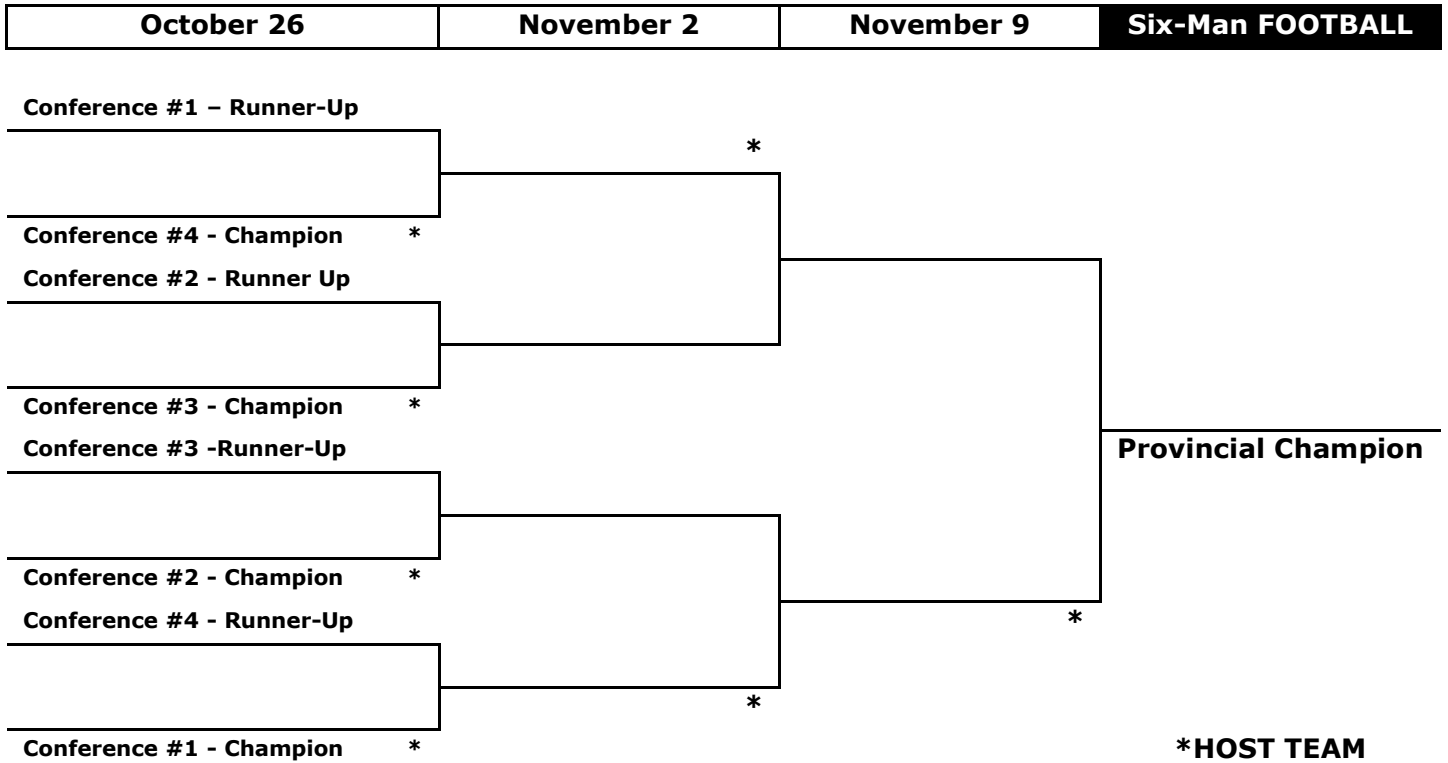 October 26 November 2 November 9 Six-Man FOOTBALL
Conference #1 – Runner-Up
*
Conference #4 - Champion *
Conference #2 - Runner Up
Conference #3 - Champion *
Conference #3 -Runner-Up
Provincial Champion
Conference #2 - Champion *
Conference #4 - Runner-Up
*
*
Conference #1 - Champion *
*HOST TEAM